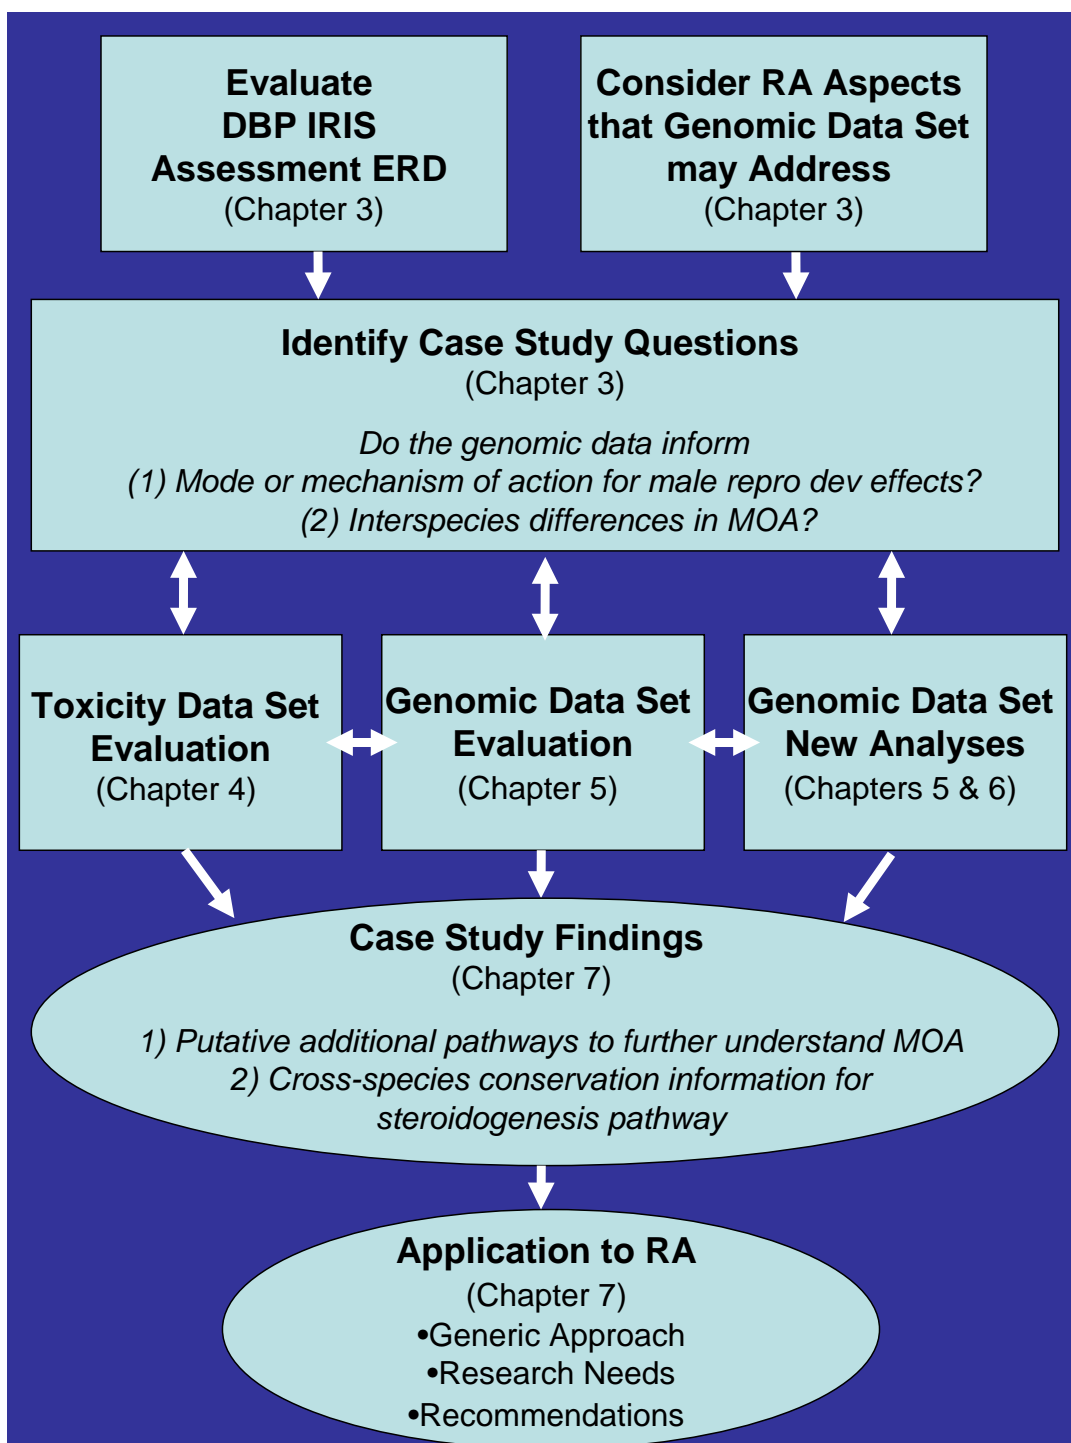 Evaluate
DBP IRIS
Assessment ERD
(Chapter 3)
Consider RA Aspects
that Genomic Data Set
may Address
(Chapter 3)
Identify Case Study Questions
(Chapter 3)
Do the genomic data inform
(1) Mode or mechanism of action for male repro dev effects?
(2) Interspecies differences in MOA?
Toxicity Data Set
Evaluation
(Chapter 4)
Genomic Data Set
Evaluation
(Chapter 5)
Genomic Data Set
New Analyses
(Chapters 5 & 6)
Case Study Findings
(Chapter 7)
1) Putative additional pathways to further understand MOA
2) Cross-species conservation information for
steroidogenesis pathway
Application to RA
(Chapter 7)
•Generic Approach
•Research Needs
•Recommendations